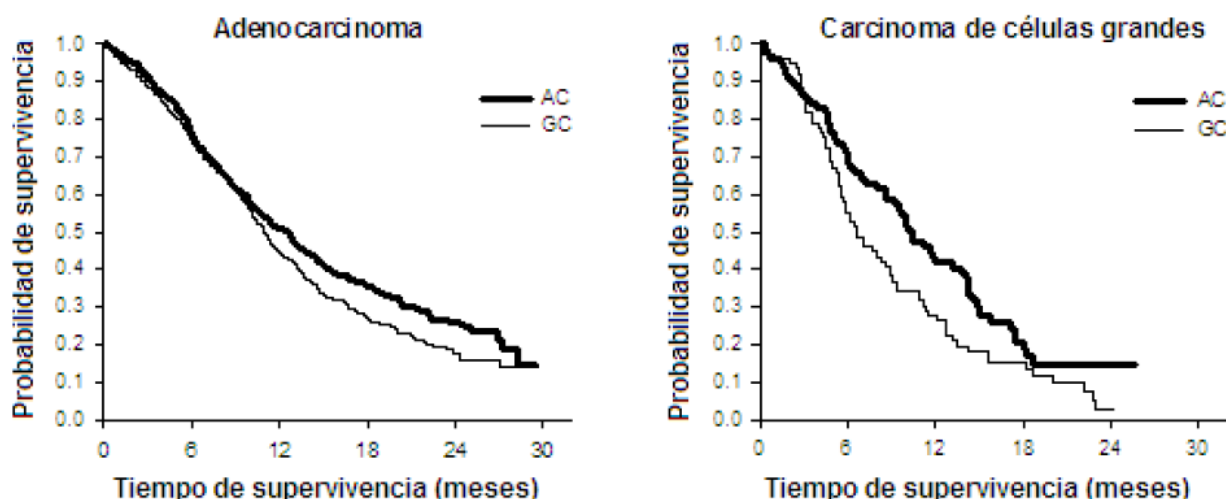 Adenocarcinoma
Probabilidad de supervivencia
1.0
0.9
0.8
0.7
0.6
0.5
0.4
0.3
0.2
0.1
0.0
AC
GC
0 6 12 18 24 30
Tiempo de supervivencia (meses)
Carcinoma de células grandes
Probabilidad de supervivencia
1.0
0.9
0.8
0.7
0.6
0.5
0.4
0.3
0.2
0.1
0.0
AC
GC
0 6 12 18 24 30
Tiempo de supervivencia (meses)